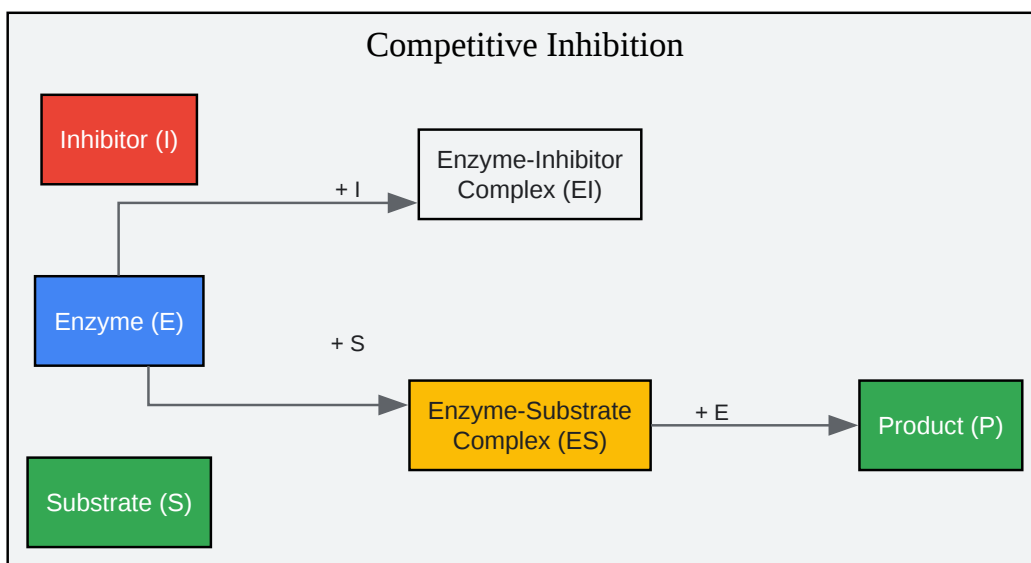 Competitive Inhibition
Inhibitor (I)
Enzyme-Inhibitor
Complex (EI)
+ I
Enzyme (E)
+ S
Enzyme-Substrate
Complex (ES)
+ E
Product (P)
Substrate (S)